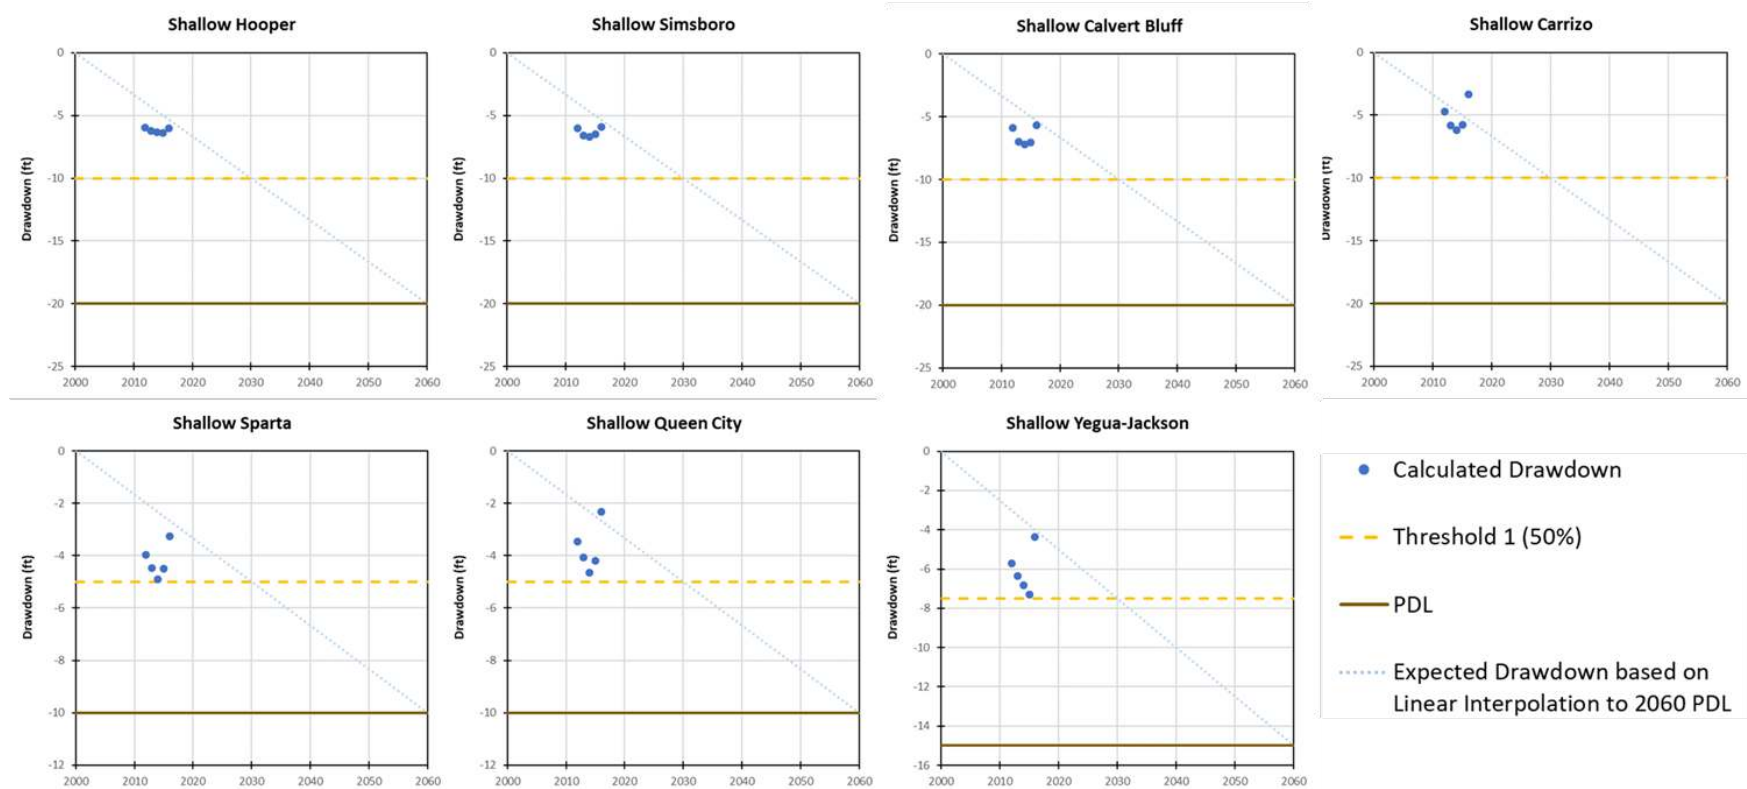 Shallow Hooper
Drawdown (ft)
0
-5
-10
-15
-20
-25
2000 2010 2020 2030 2040 2050 2060
Shallow Simsboro
Drawdown (ft)
0
-5
-10
-15
-20
-25
2000 2010 2020 2030 2040 2050 2060
Shallow Calvert Bluff
Drawdown (ft)
0
-5
-10
-15
-20
-25
2000 2010 2020 2030 2040 2050 2060
Shallow Carrizo
Drawdown (ft)
0
-5
-10
-15
-20
-25
2000 2010 2020 2030 2040 2050 2060
Shallow Sparta
Drawdown (ft)
0
-2
-4
-6
-8
-10
-12
2000 2010 2020 2030 2040 2050 2060
Shallow Queen City
Drawdown (ft)
0
-2
-4
-6
-8
-10
-12
2000 2010 2020 2030 2040 2050 2060
Shallow Yegua-Jackson
Drawdown (ft)
0
-2
-4
-6
-8
-10
-12
-14
-16
2000 2010 2020 2030 2040 2050 2060
Calculated Drawdown
Threshold 1 (50%)
PDL
Expected Drawdown based on
Linear Interpolation to 2060 PDL